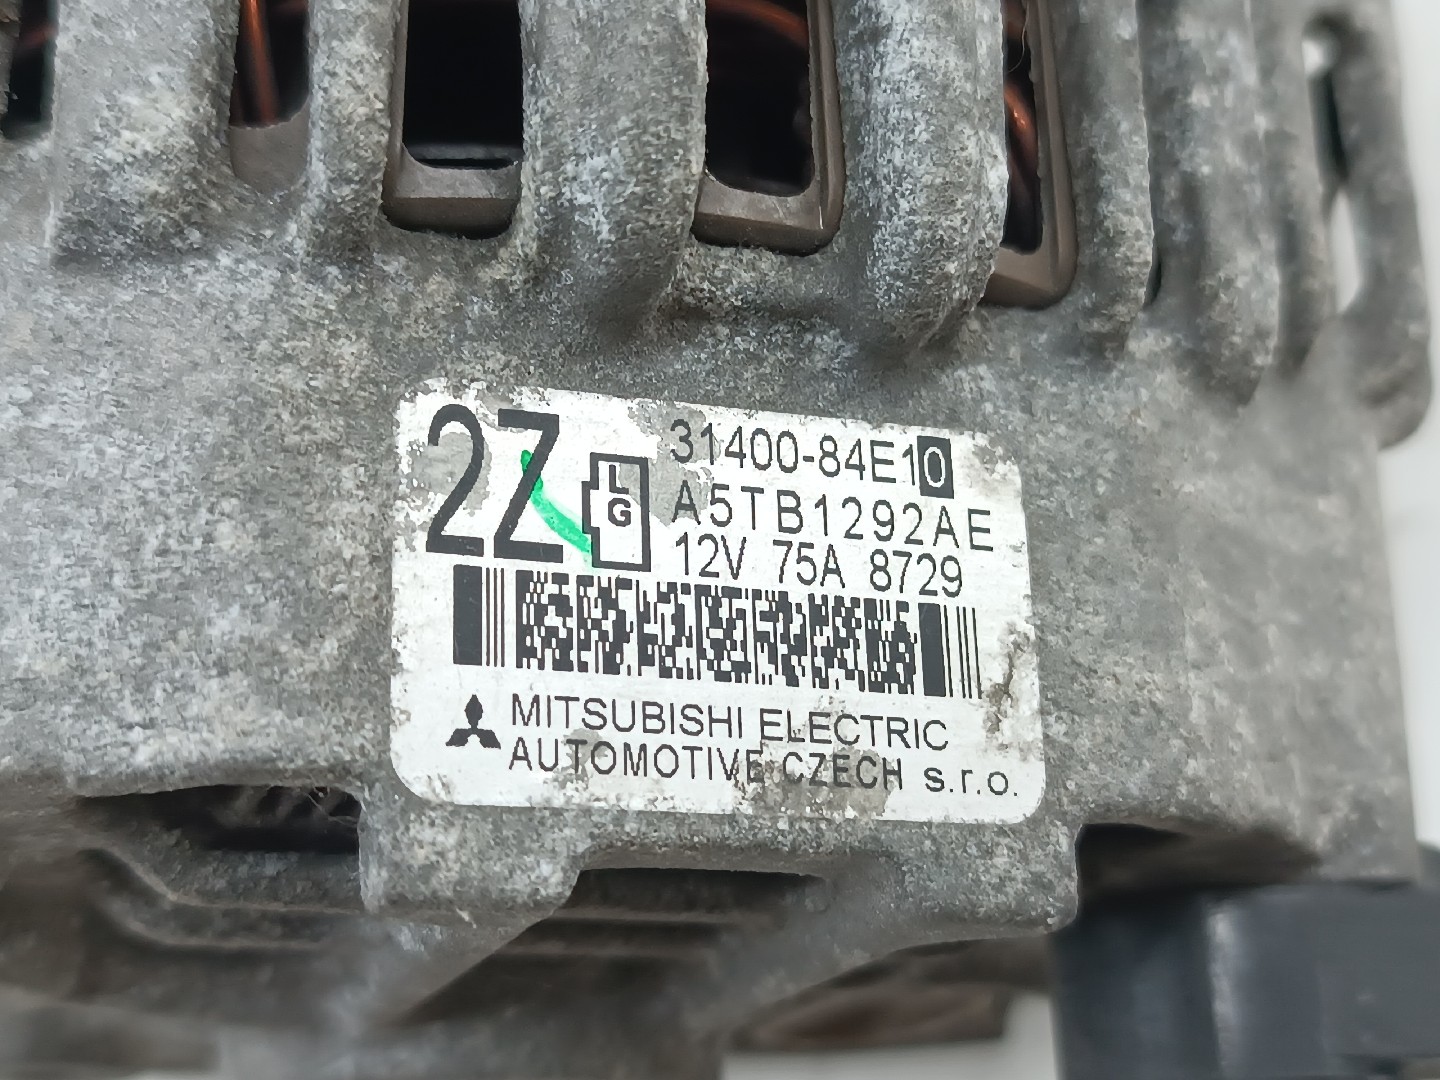 2Z
L
G
31400-84E10
A5TB1292AE
12V 75A 8729
MITSUBISHI ELECTRIC
AUTOMOTIVE CZECH s.r.o.